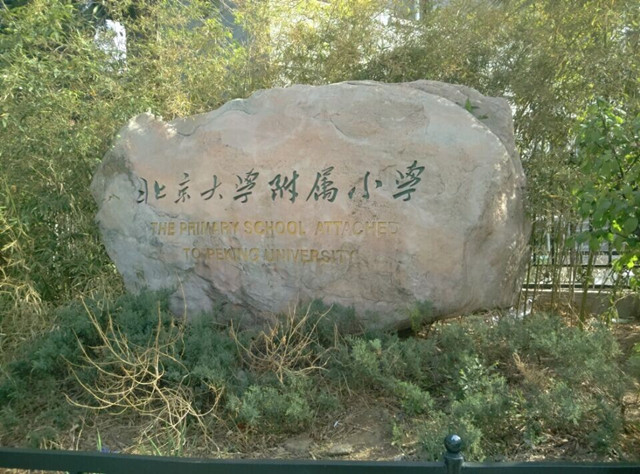 北京大学附属小学
THE PRIMARY SCHOOL ATTACHED
TO PEKING UNIVERSITY